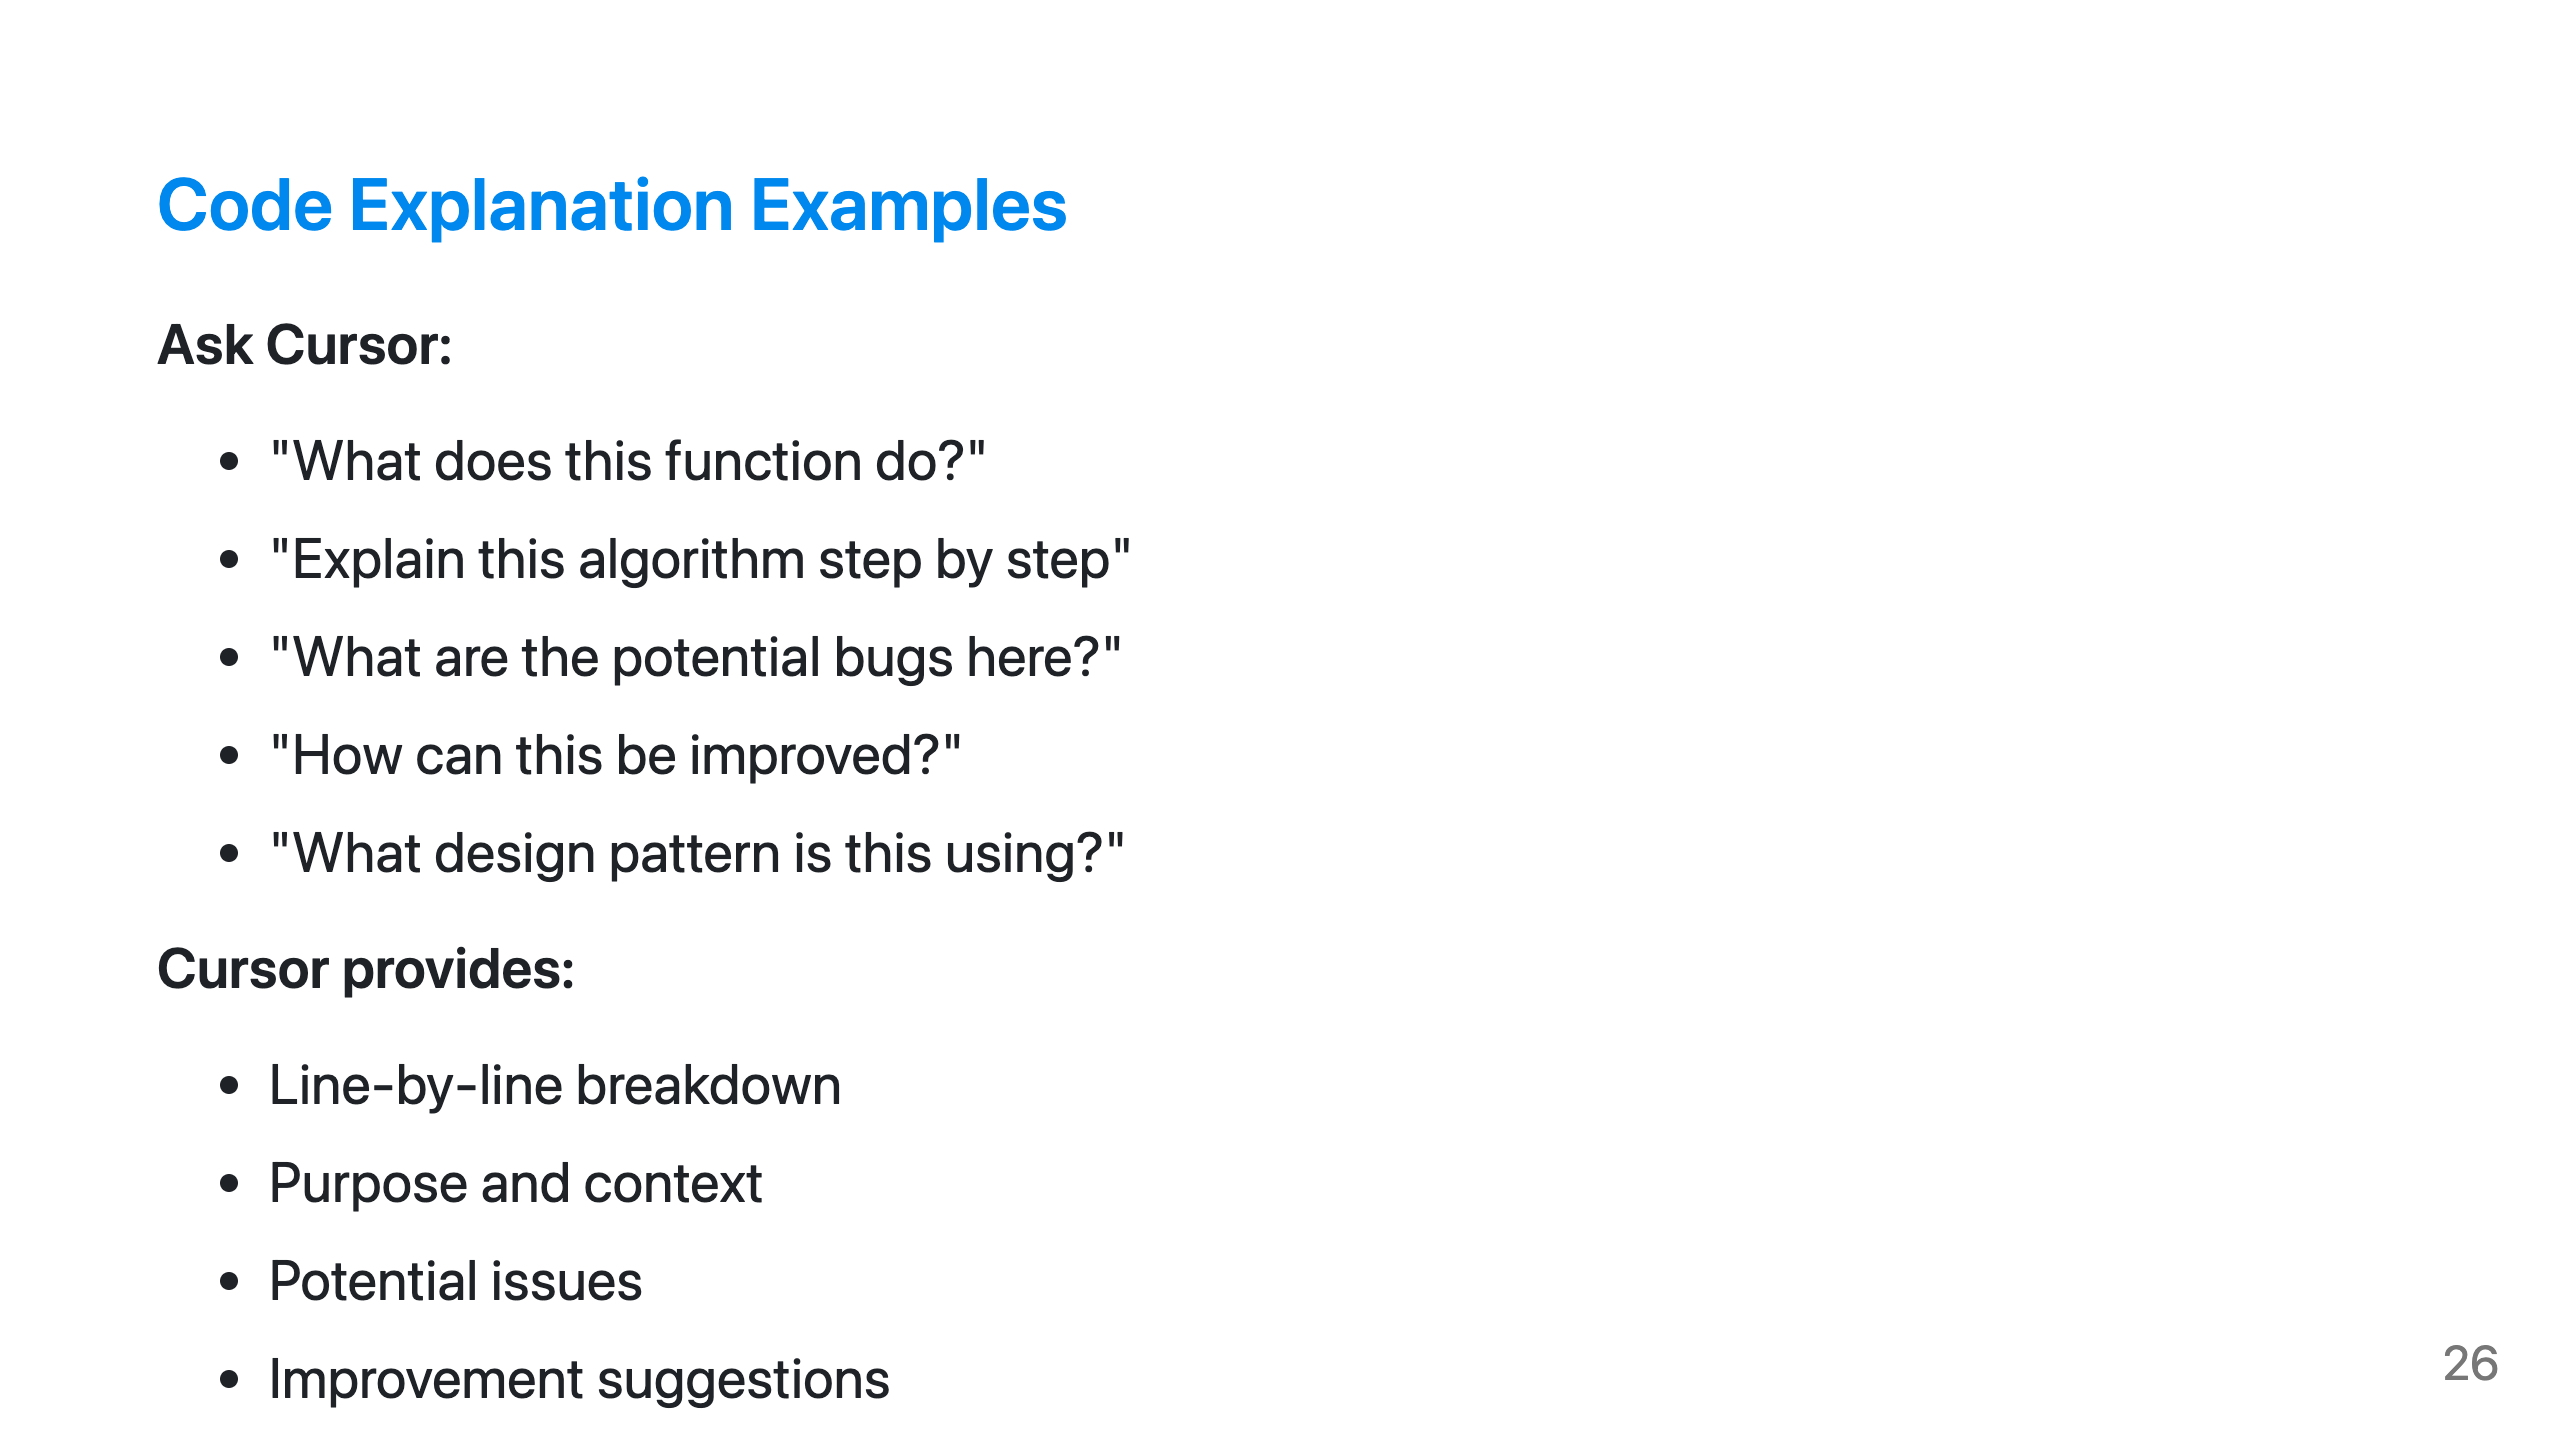 Code Explanation Examples
Ask Cursor:
• "What does this function do?"
• "Explain this algorithm step by step"
• "What are the potential bugs here?"
• "How can this be improved?"
• "What design pattern is this using?"
Cursor provides:
• Line-by-line breakdown
• Purpose and context
• Potential issues
• Improvement suggestions
26